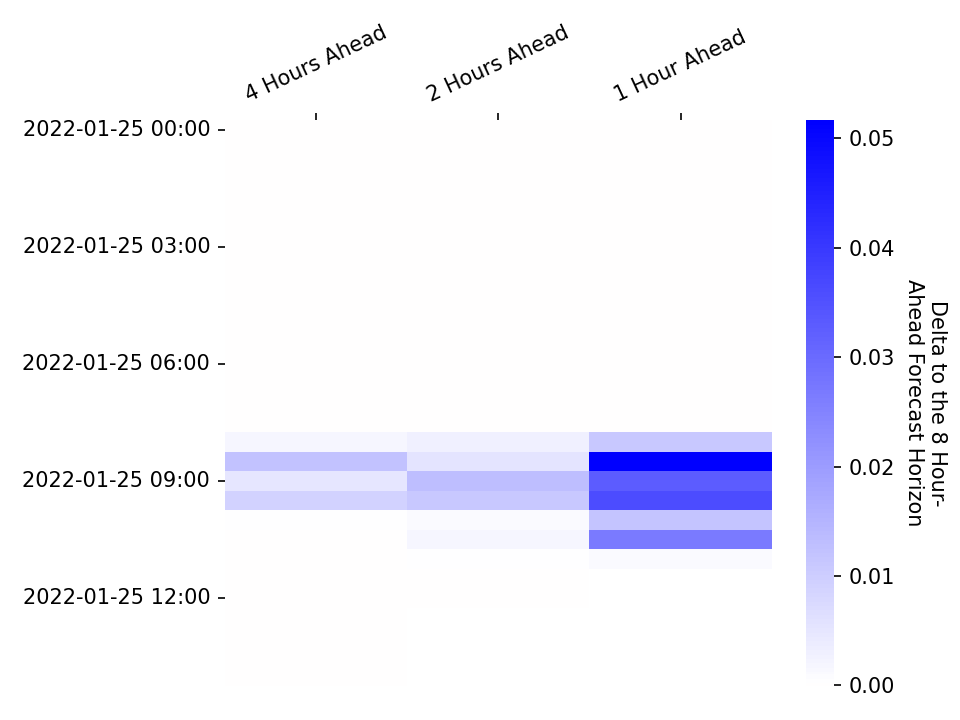 4 Hours Ahead
2 Hours Ahead
1 Hour Ahead
2022-01-25 00:00
2022-01-25 03:00
2022-01-25 06:00
2022-01-25 09:00
2022-01-25 12:00
0.05
0.04
0.03
0.02
0.01
0.00
Delta to the 8 Hour-
Ahead Forecast Horizon